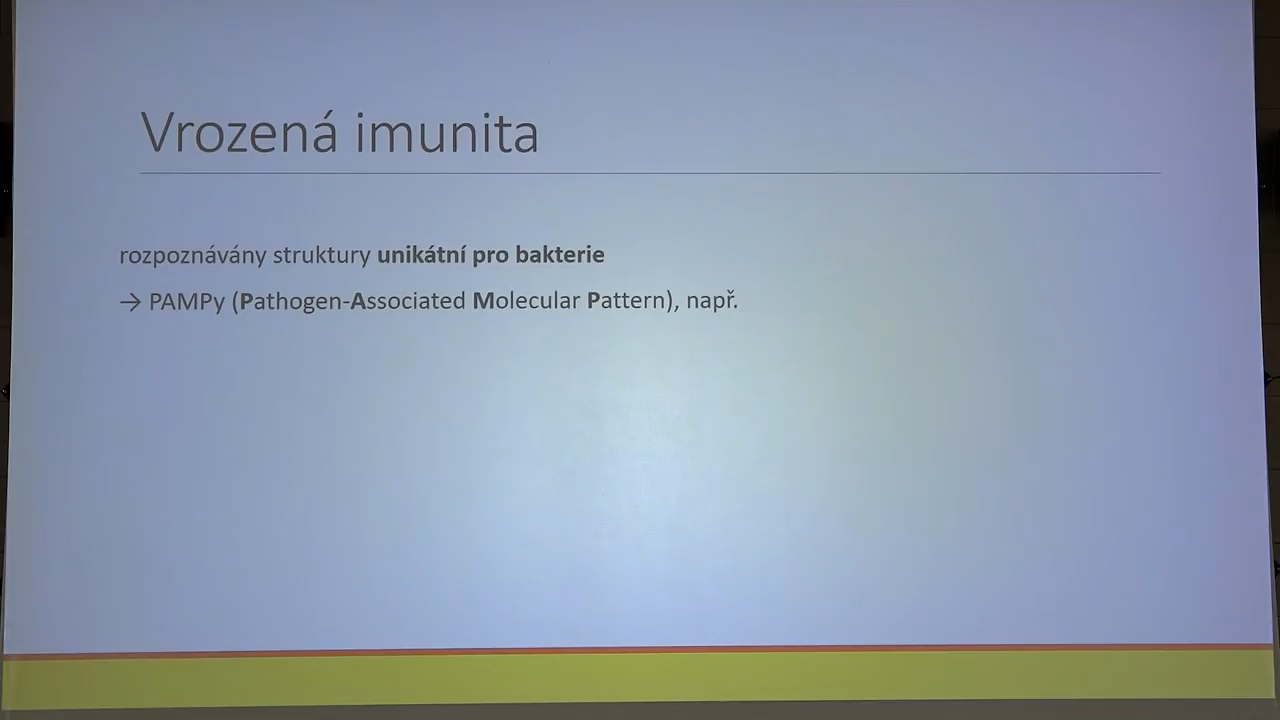 Vrozená imunita
rozpoznávány struktury unikátní pro bakterie
→ PAMPy (Pathogen-Associated Molecular Pattern), např.